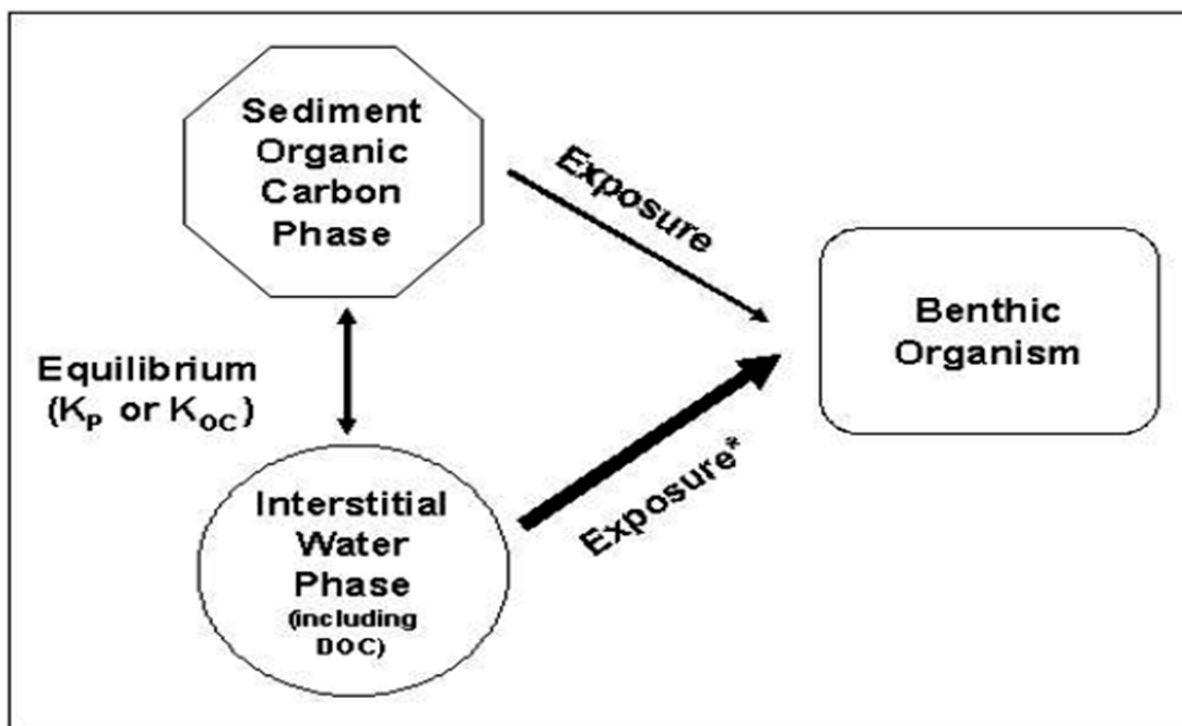 Sediment
Organic
Carbon
Phase
Exposure
Benthic
Organism
Equilibrium
(KP or KOC)
Exposure*
Interstitial
Water
Phase
(including
DOC)